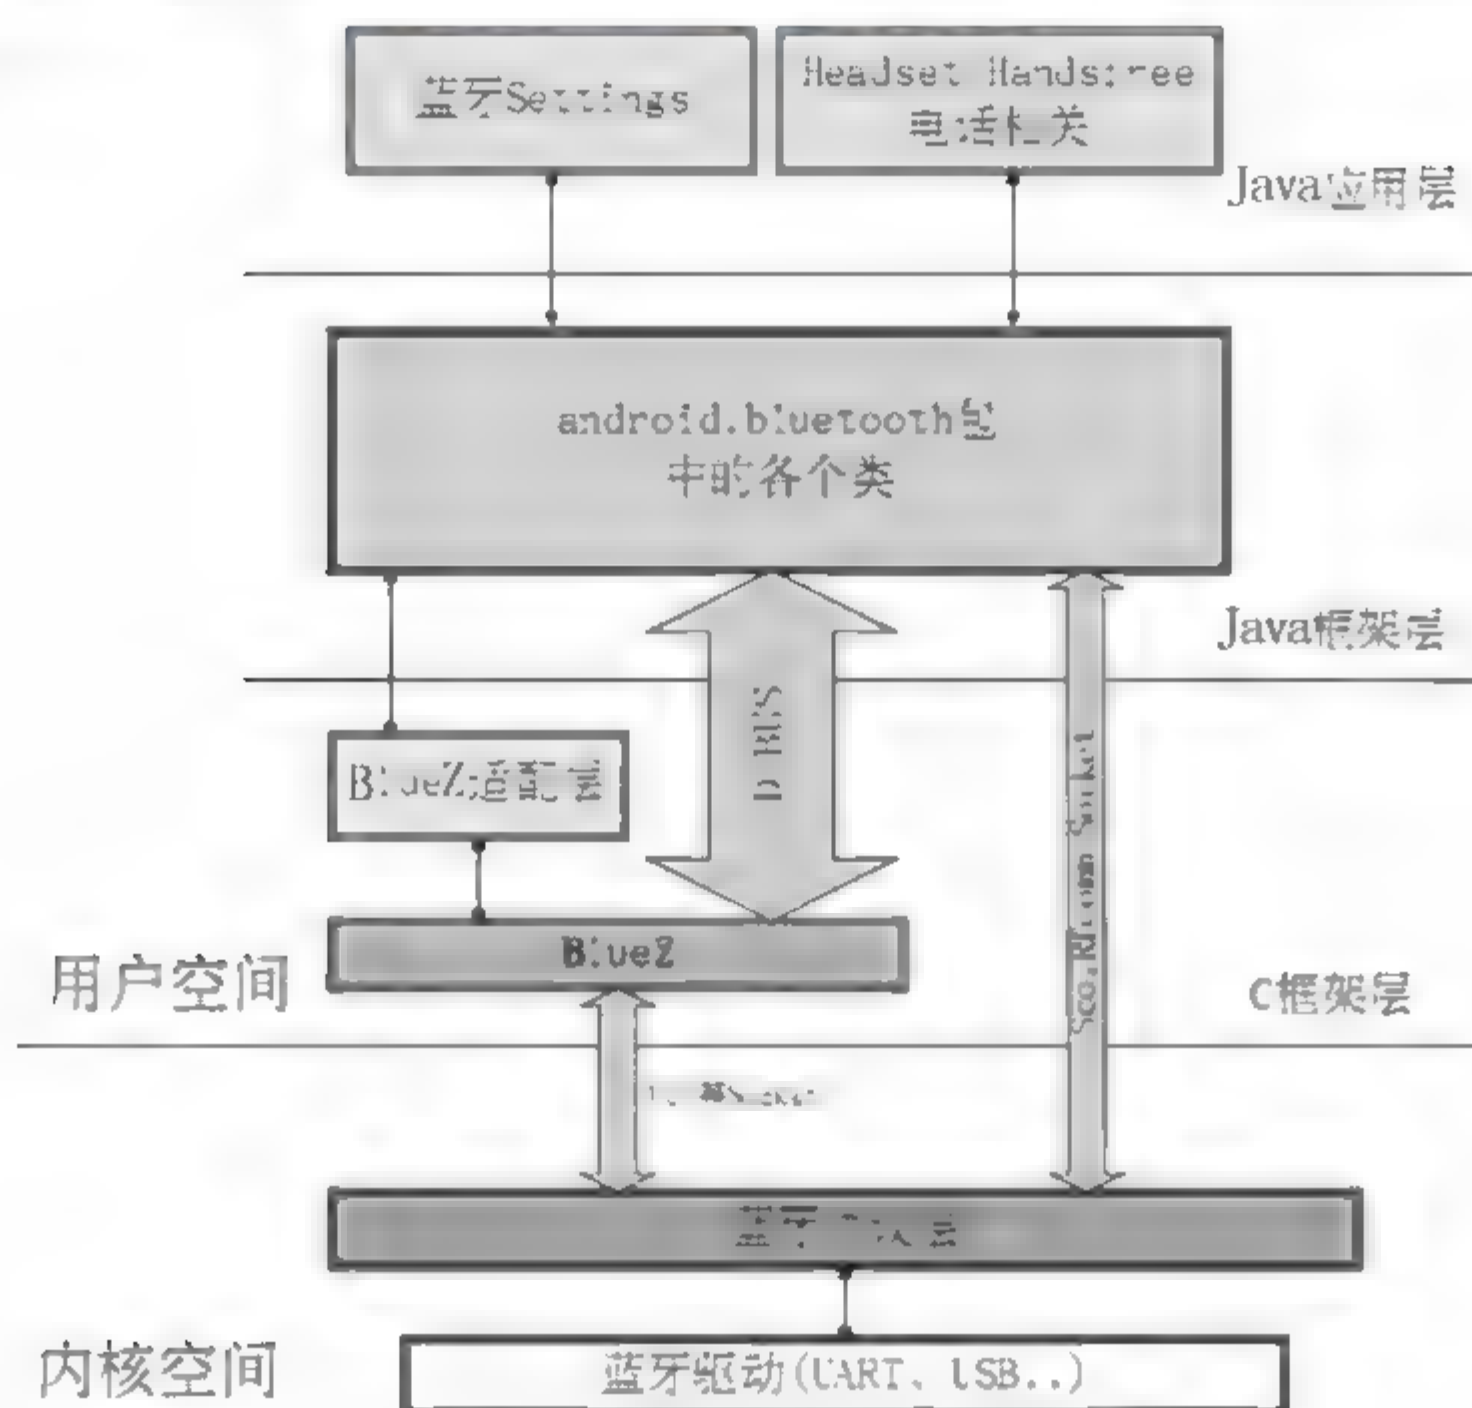 蓝牙Settings
Headset Handsfree
电话相关
Java应用层
android.bluetooth包
中的各个类
Java框架层
D-BUS
BlueZ适配
Socket
BlueZ
用户空间
C框架层
蓝牙协议层
内核空间
蓝牙驱动(UART、USB..)